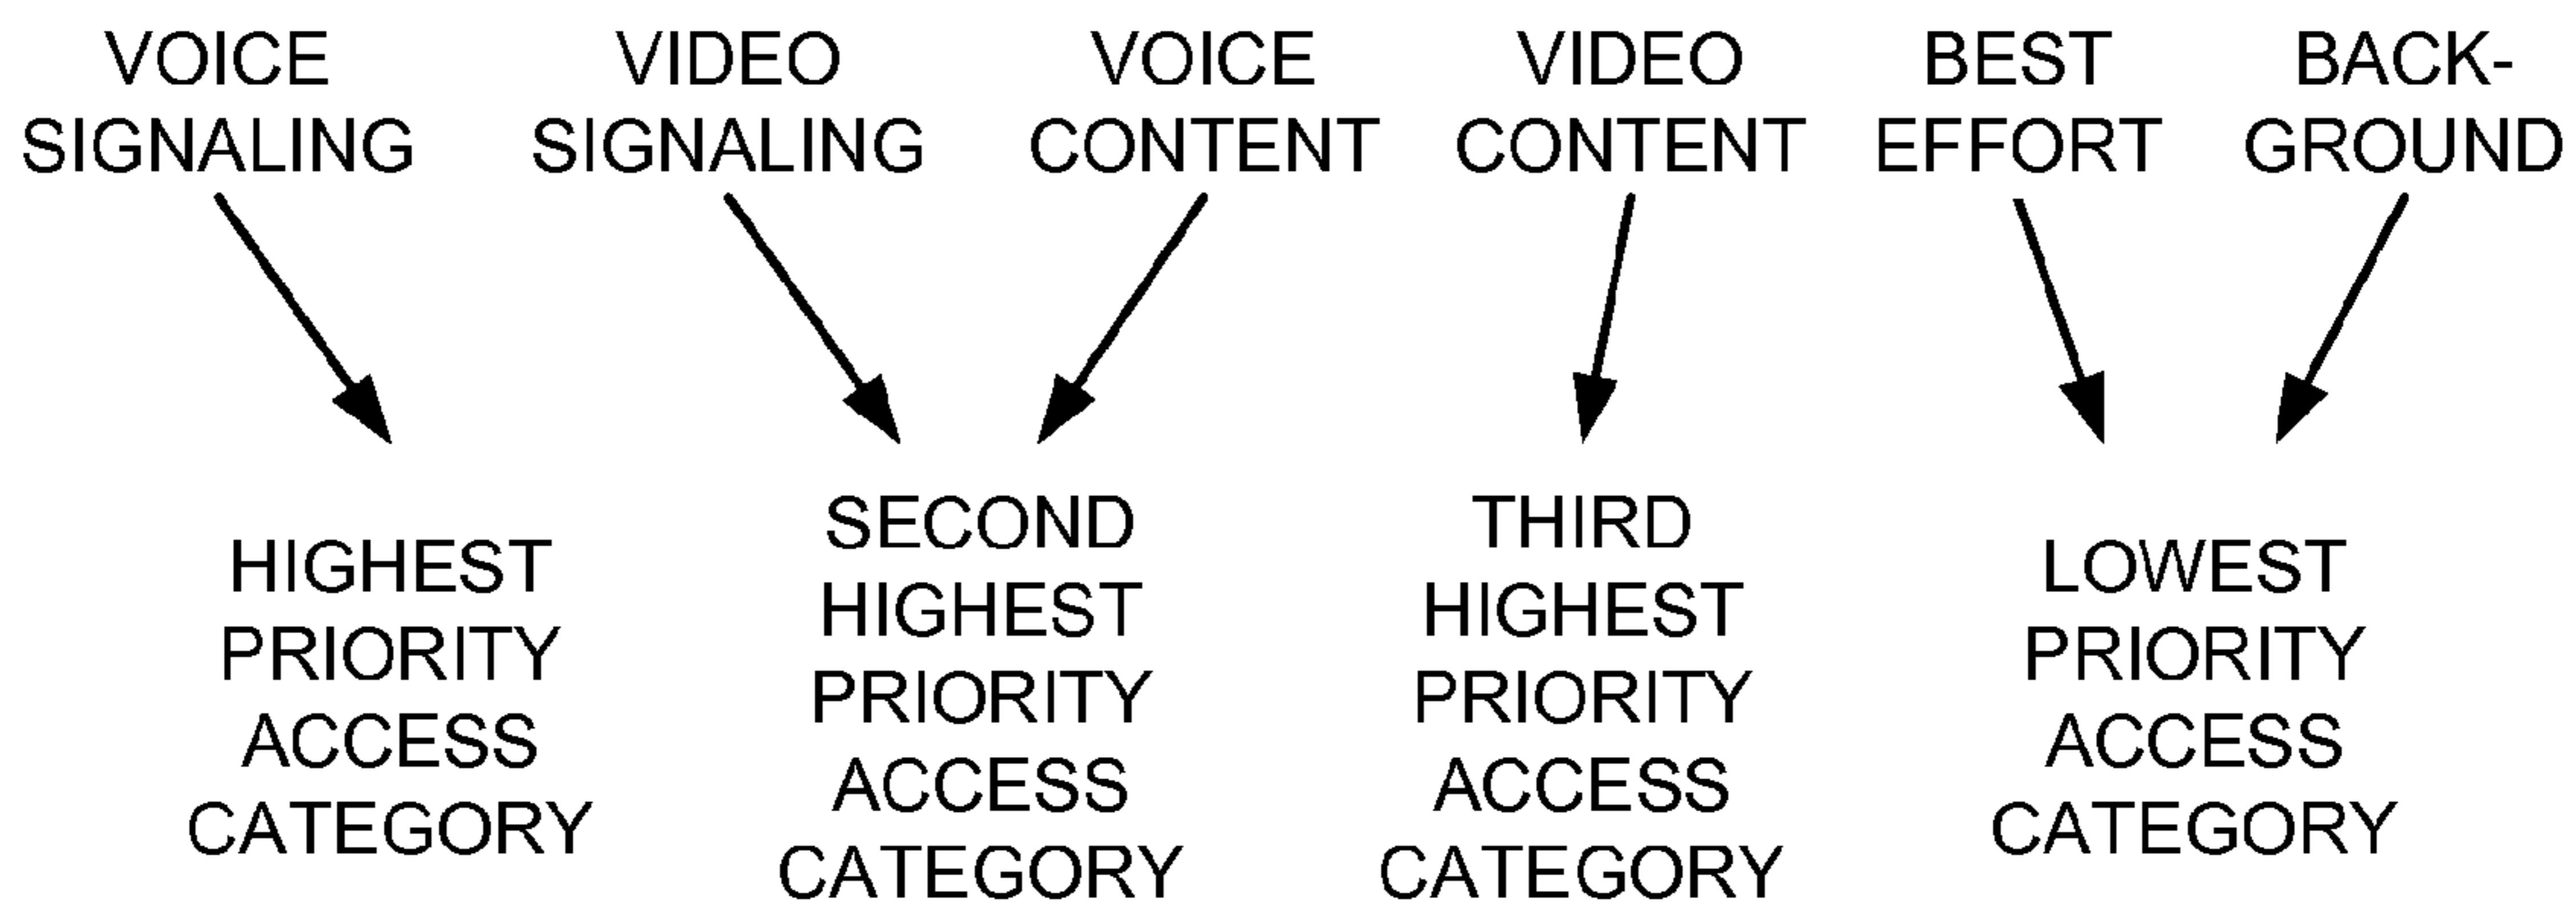 VOICE
SIGNALING
VIDEO
SIGNALING
VOICE
CONTENT
VIDEO
CONTENT
BEST
EFFORT
BACK-
GROUND
HIGHEST
PRIORITY
ACCESS
CATEGORY
SECOND
HIGHEST
PRIORITY
ACCESS
CATEGORY
THIRD
HIGHEST
PRIORITY
ACCESS
CATEGORY
LOWEST
PRIORITY
ACCESS
CATEGORY